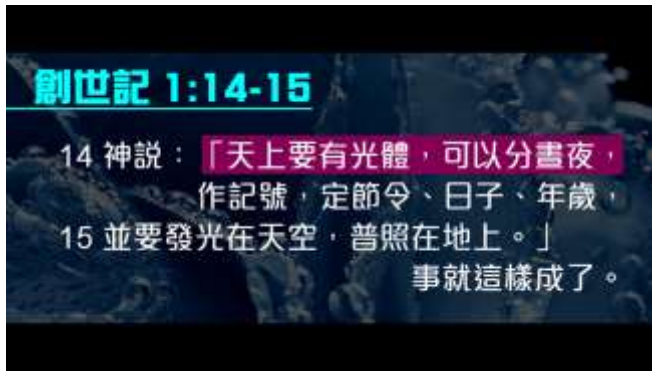 創世記 1:14-15
14 神説：「天上要有光體，可以分晝夜，
作記號，定節令、日子、年歲，
15 並要發光在天空，普照在地上。」
事就這樣成了。